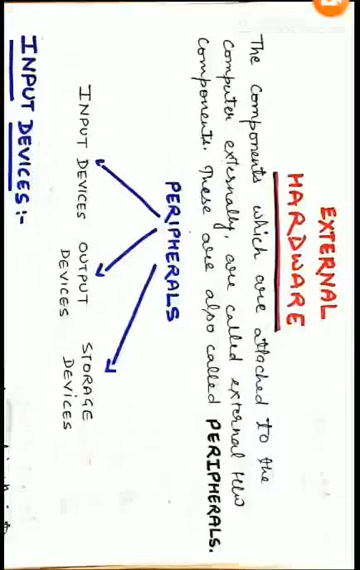 EXTERNAL
HARDWARE
The components which are attached to the
computer externally, are called external H/W
components. These are also called PERIPHERALS.
PERIPHERALS
INPUT DEVICES OUTPUT DEVICES STORAGE DEVICES
INPUT DEVICES :-